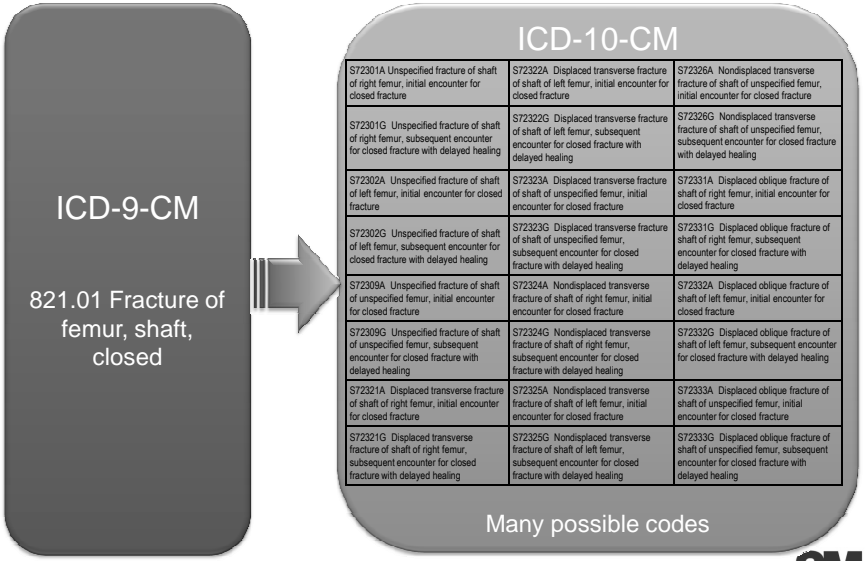 ICD-9-CM
821.01 Fracture of
femur, shaft,
closed
ICD-10-CM
S72301A Unspecified fracture of shaft
of right femur, initial encounter for
closed fracture
S72322A Displaced transverse fracture
of shaft of left femur, initial encounter for
closed fracture
S72326A Nondisplaced transverse
fracture of shaft of unspecified femur,
initial encounter for closed fracture
S72301G Unspecified fracture of shaft
of right femur, subsequent encounter
for closed fracture with delayed healing
S72322G Displaced transverse fracture
of shaft of left femur, subsequent
encounter for closed fracture with
delayed healing
S72326G Nondisplaced transverse
fracture of shaft of unspecified femur,
subsequent encounter for closed fracture
with delayed healing
S72302A Unspecified fracture of shaft
of left femur, initial encounter for closed
fracture
S72323A Displaced transverse fracture
of shaft of unspecified femur, initial
encounter for closed fracture
S72331A Displaced oblique fracture of
shaft of right femur, initial encounter for
closed fracture
S72302G Unspecified fracture of shaft
of left femur, subsequent encounter for
closed fracture with delayed healing
S72323G Displaced transverse fracture
of shaft of unspecified femur,
subsequent encounter for closed
fracture with delayed healing
S72331G Displaced oblique fracture of
shaft of right femur, subsequent
encounter for closed fracture with
delayed healing
S72309A Unspecified fracture of shaft
of unspecified femur, initial encounter
for closed fracture
S72324A Nondisplaced transverse
fracture of shaft of right femur, initial
encounter for closed fracture
S72332A Displaced oblique fracture of
shaft of left femur, initial encounter for
closed fracture
S72309G Unspecified fracture of shaft
of unspecified femur, subsequent
encounter for closed fracture with
delayed healing
S72324G Nondisplaced transverse
fracture of shaft of right femur,
subsequent encounter for closed
fracture with delayed healing
S72332G Displaced oblique fracture of
shaft of left femur, subsequent encounter
for closed fracture with delayed healing
S72321A Displaced transverse fracture
of shaft of right femur, initial encounter
for closed fracture
S72325A Nondisplaced transverse
fracture of shaft of left femur, initial
encounter for closed fracture
S72333A Displaced oblique fracture of
shaft of unspecified femur, initial
encounter for closed fracture
S72321G Displaced transverse
fracture of shaft of right femur,
subsequent encounter for closed
fracture with delayed healing
S72325G Nondisplaced transverse
fracture of shaft of left femur,
subsequent encounter for closed
fracture with delayed healing
S72333G Displaced oblique fracture of
shaft of unspecified femur, subsequent
encounter for closed fracture with
delayed healing
Many possible codes